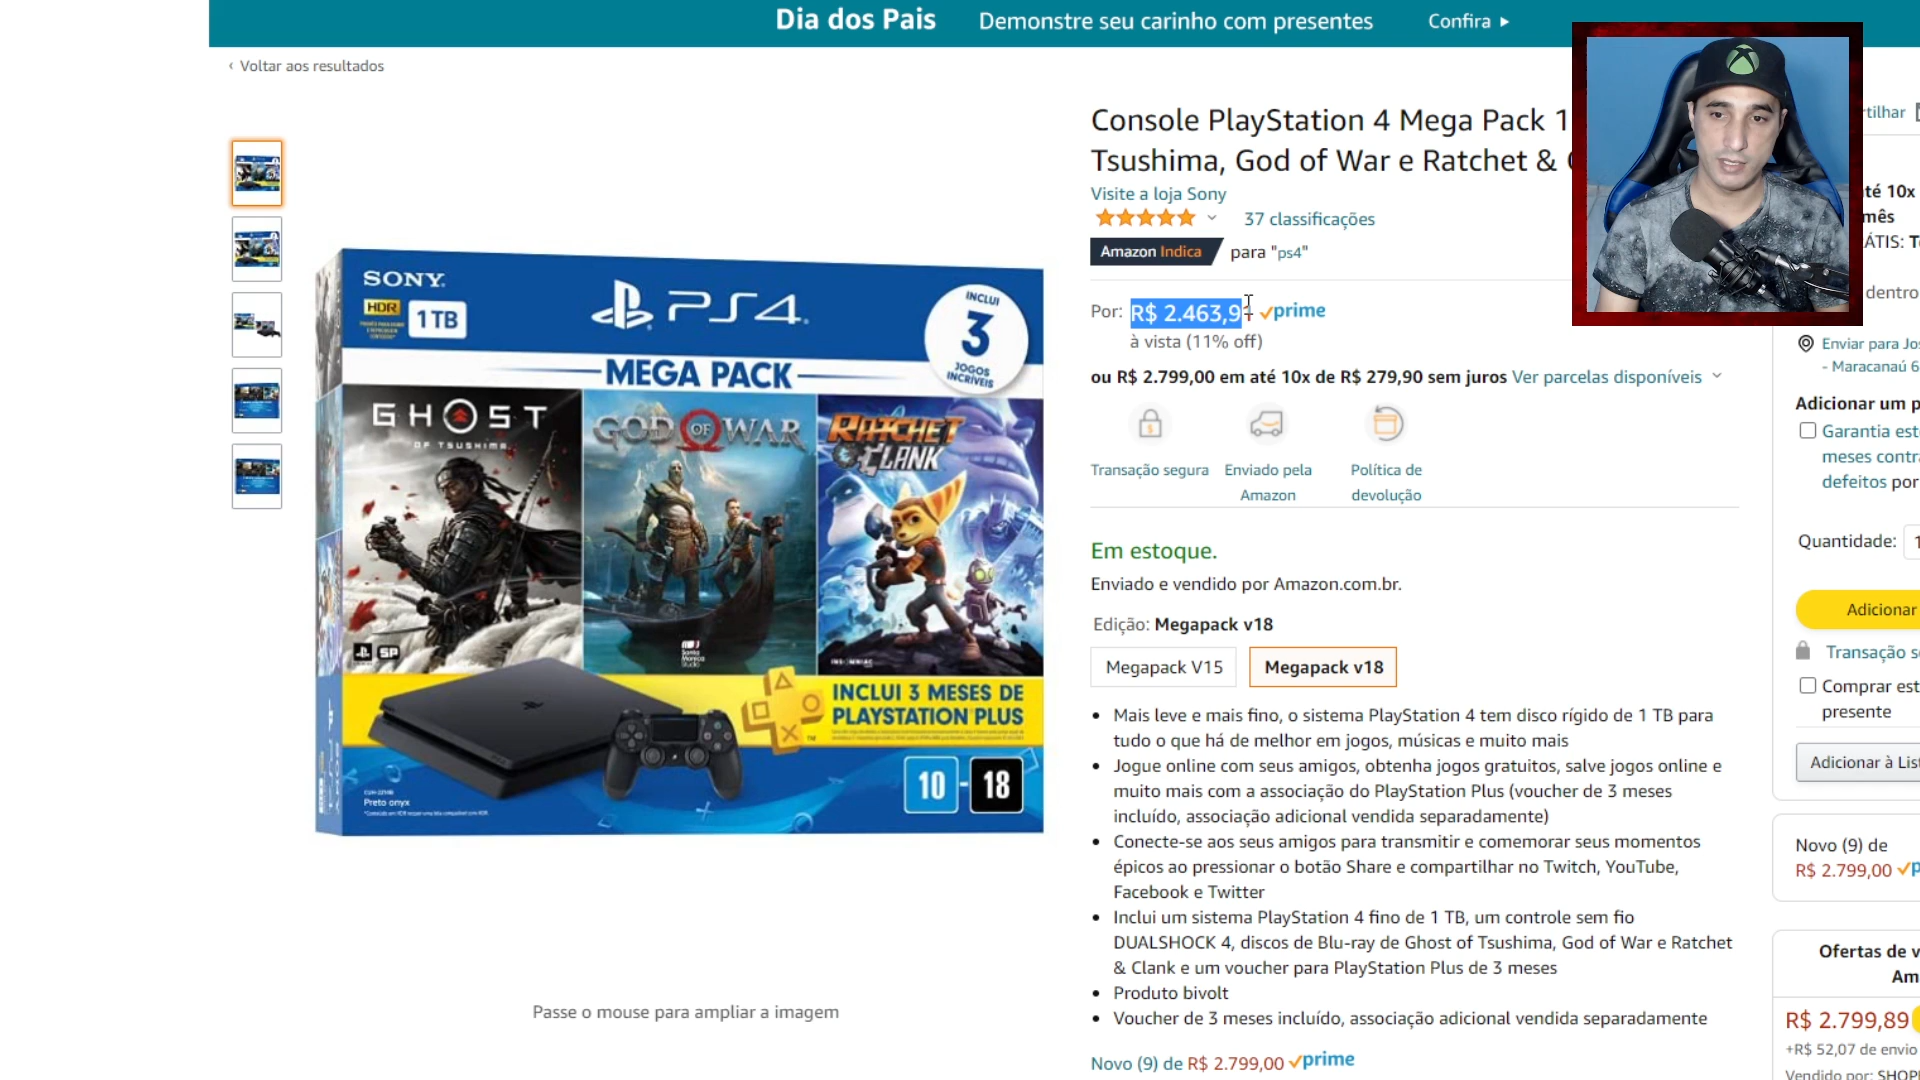 Dia dos Pais Demonstre seu carinho com presentes Confira ▸
‹ Voltar aos resultados
Console PlayStation 4 Mega Pack 1
Tsushima, God of War e Ratchet &
Visite a loja Sony
37 classificações
Amazon Indica para "ps4"
Por: R$ 2.463,9 prime
à vista (11% off)
ou R$ 2.799,00 em até 10x de R$ 279,90 sem juros Ver parcelas disponíveis
Transação segura
Enviado pela
Amazon
Política de
devolução
Em estoque.
Enviado e vendido por Amazon.com.br.
Edição: Megapack v18
Megapack V15
Megapack v18
• Mais leve e mais fino, o sistema PlayStation 4 tem disco rígido de 1 TB para
tudo o que há de melhor em jogos, músicas e muito mais
• Jogue online com seus amigos, obtenha jogos gratuitos, salve jogos online e
muito mais com a associação do PlayStation Plus (voucher de 3 meses
incluído, associação adicional vendida separadamente)
• Conecte-se aos seus amigos para transmitir e comemorar seus momentos
épicos ao pressionar o botão Share e compartilhar no Twitch, YouTube,
Facebook e Twitter
• Inclui um sistema PlayStation 4 fino de 1 TB, um controle sem fio
DUALSHOCK 4, discos de Blu-ray de Ghost of Tsushima, God of War e Ratchet
& Clank e um voucher para PlayStation Plus de 3 meses
• Produto bivolt
• Voucher de 3 meses incluído, associação adicional vendida separadamente
Novo (9) de R$ 2.799,00 prime
SONY
HDR
1TB
PS4
INCLUI
3
JOGOS
INCRÍVEIS
MEGA PACK
GHOST
OF TSUSHIMA
GOD OF WAR
RATCHET
CLANK
SP
Santa
Monica
Studio
INCLUI 3 MESES DE
PLAYSTATION PLUS
Preto onyx
10 - 18
Passe o mouse para ampliar a imagem
rtilhar
té 10x
mês
ÁTIS:
dentro
Enviar para Jos
- Maracanaú 6
Adicionar um p
Garantia est
meses contra
defeitos por
Quantidade: 1
Adicionar
Transação s
Comprar est
presente
Adicionar à List
Novo (9) de
R$ 2.799,00
Ofertas de v
Am
R$ 2.799,89
+R$ 52,07 de envio
Vendido por: SHOP